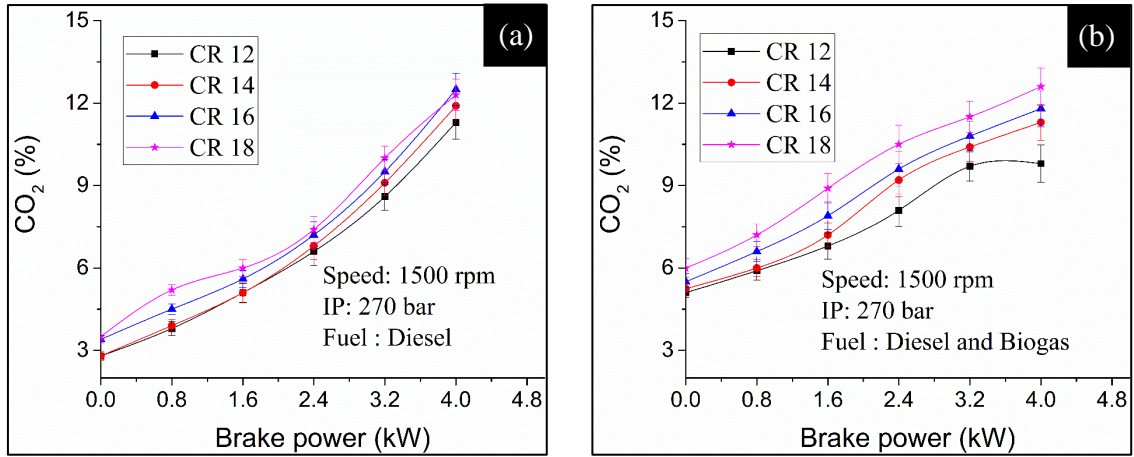 (a)
CR 12
CR 14
CR 16
CR 18
15
12
9
6
3
CO2 (%)
Speed: 1500 rpm
IP: 270 bar
Fuel : Diesel
0.0 0.8 1.6 2.4 3.2 4.0 4.8
Brake power (kW)
(b)
CR 12
CR 14
CR 16
CR 18
15
12
9
6
3
CO2 (%)
Speed: 1500 rpm
IP: 270 bar
Fuel : Diesel and Biogas
0.0 0.8 1.6 2.4 3.2 4.0 4.8
Brake power (kW)